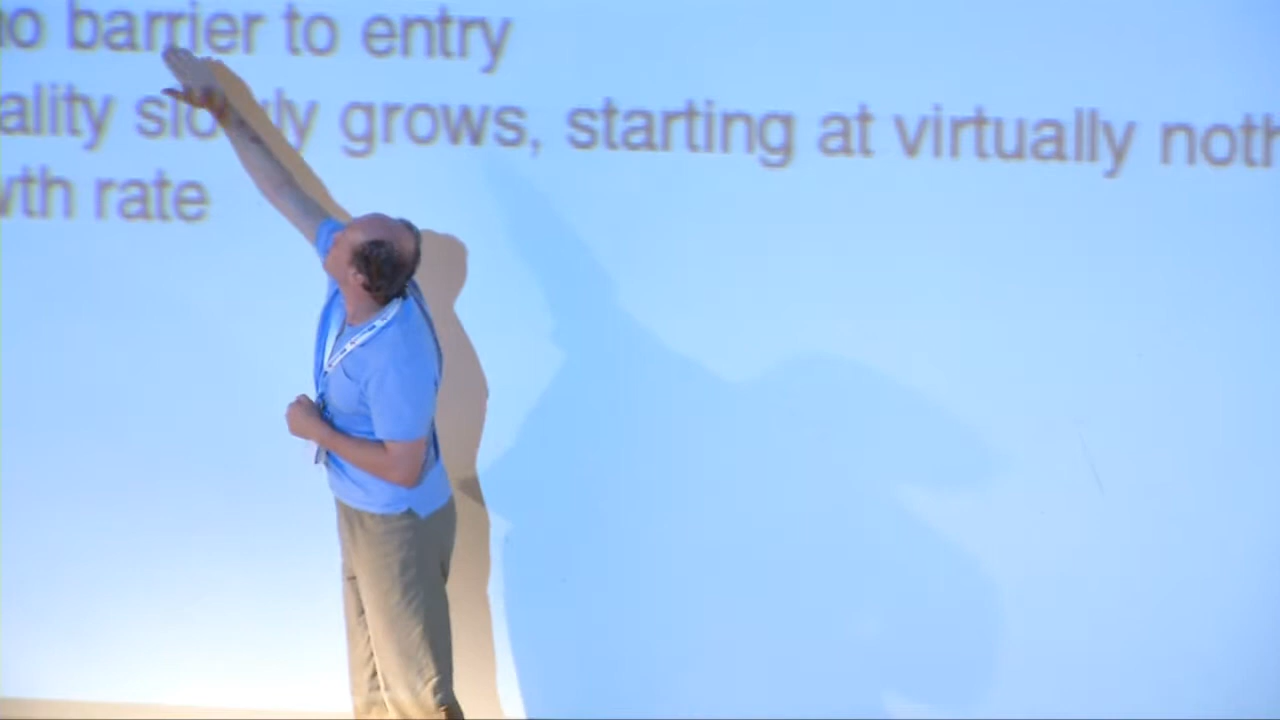 no barrier to entry
ality slowly grows, starting at virtually noth
wth rate